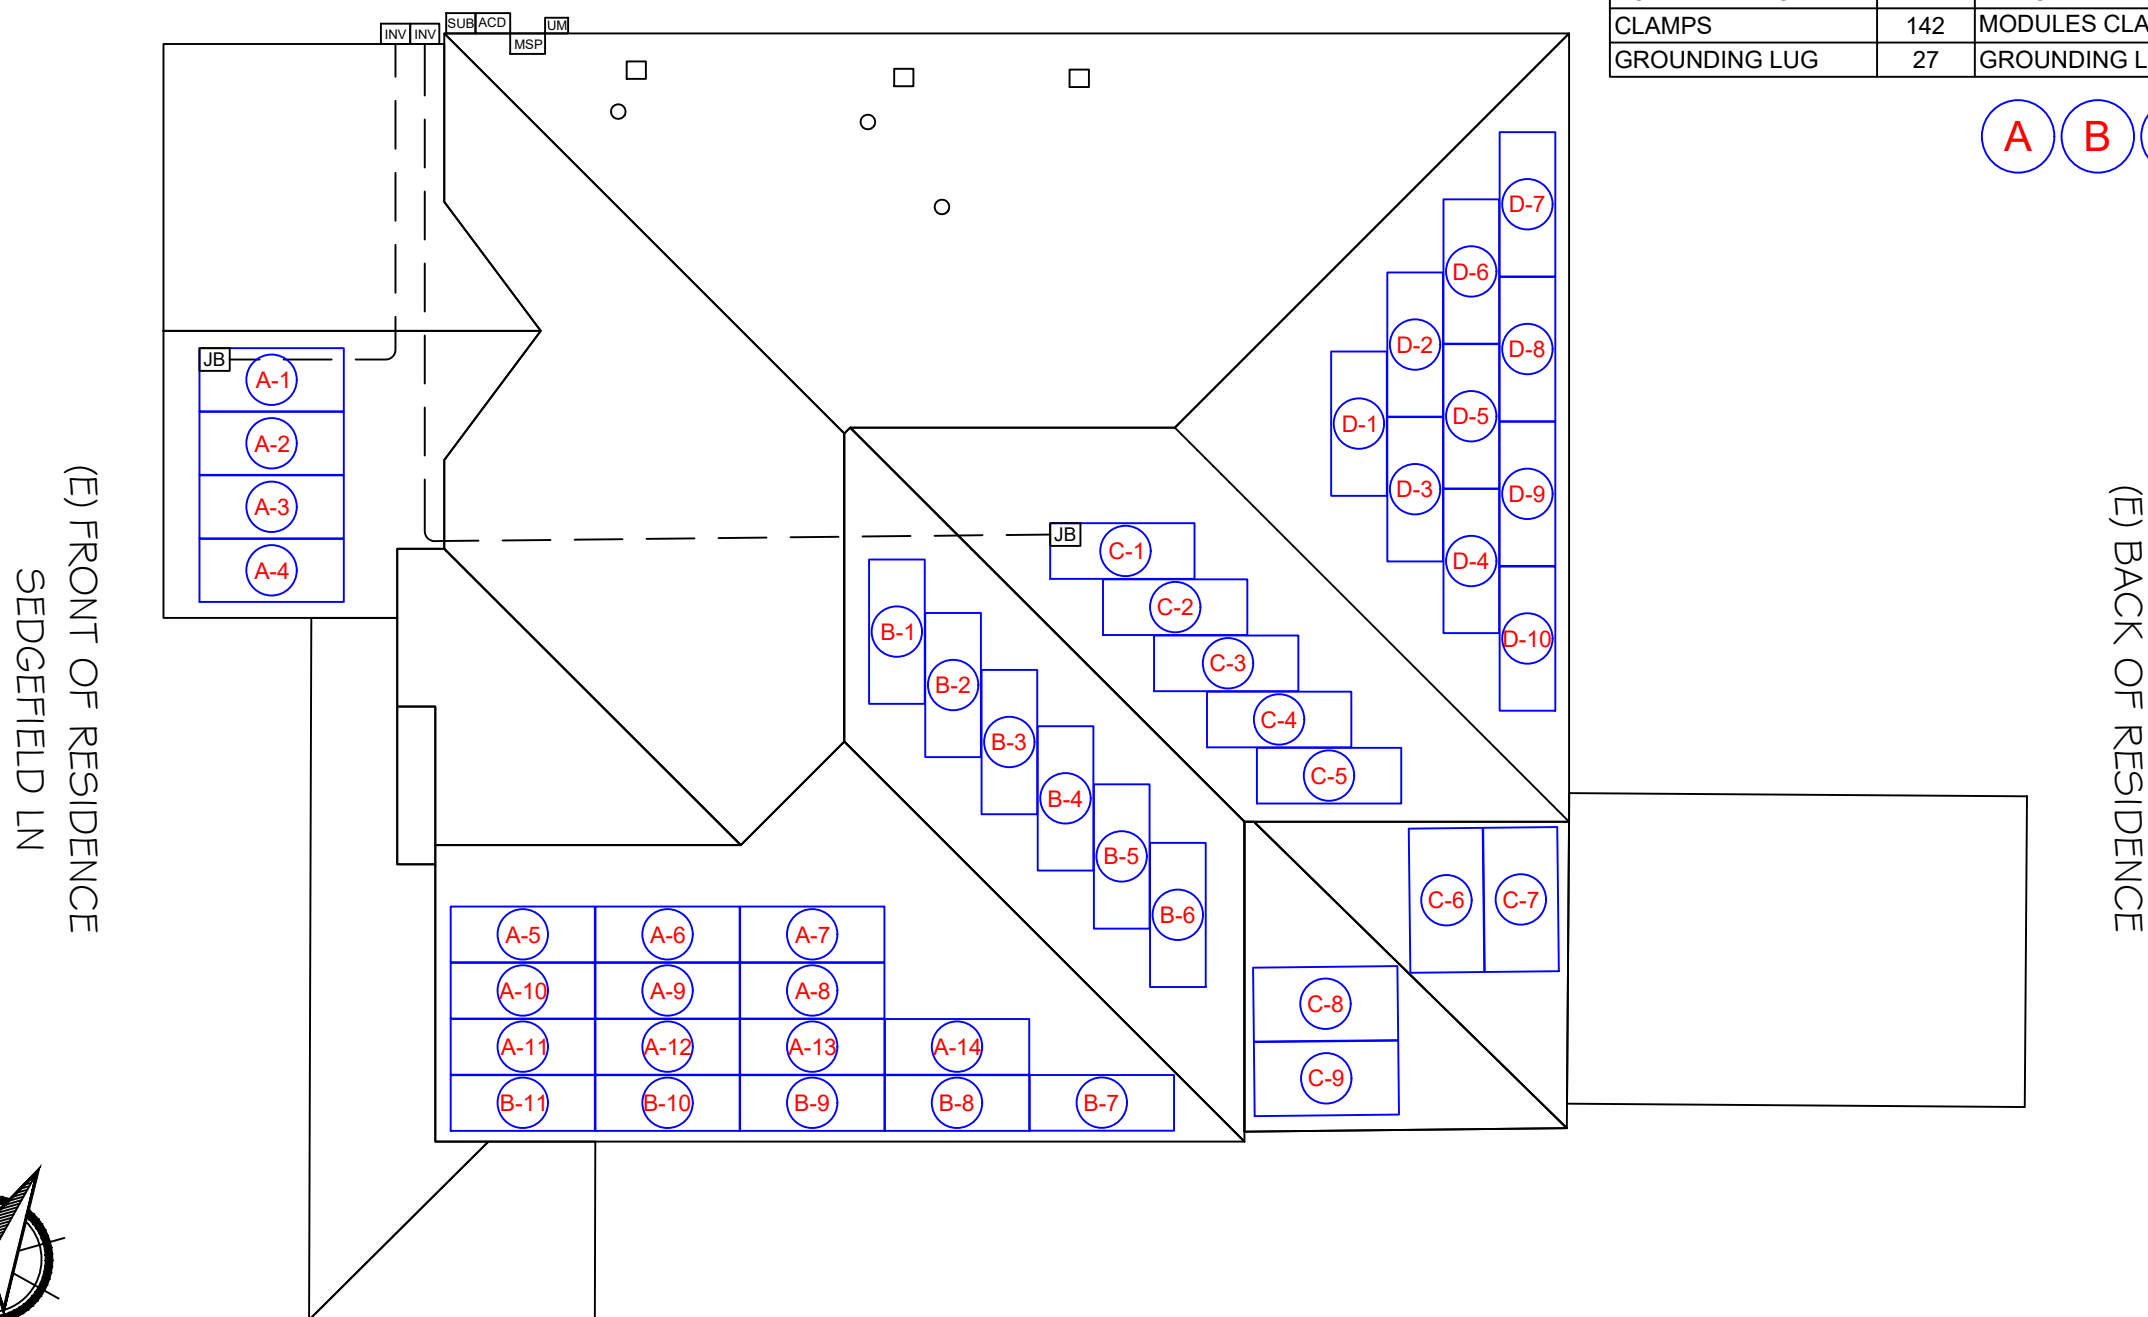 CLAMPS 142 MODULES CLA
GROUNDING LUG 27 GROUNDING L
A B
SUB ACD UM
INV INV MSP
JB
A-1
A-2
A-3
A-4
D-7
D-6
D-2 D-8
D-1 D-5
D-3 D-9
D-4
D-10
JB C-1
C-2
C-3
C-4
C-5
B-1
B-2
B-3
B-4
B-5
B-6
C-6 C-7
C-8
C-9
A-5 A-6 A-7
A-10 A-9 A-8
A-11 A-12 A-13 A-14
B-11 B-10 B-9 B-8 B-7
(E) FRONT OF RESIDENCE
SEDGEFIELD LN
(E) BACK OF RESIDENCE